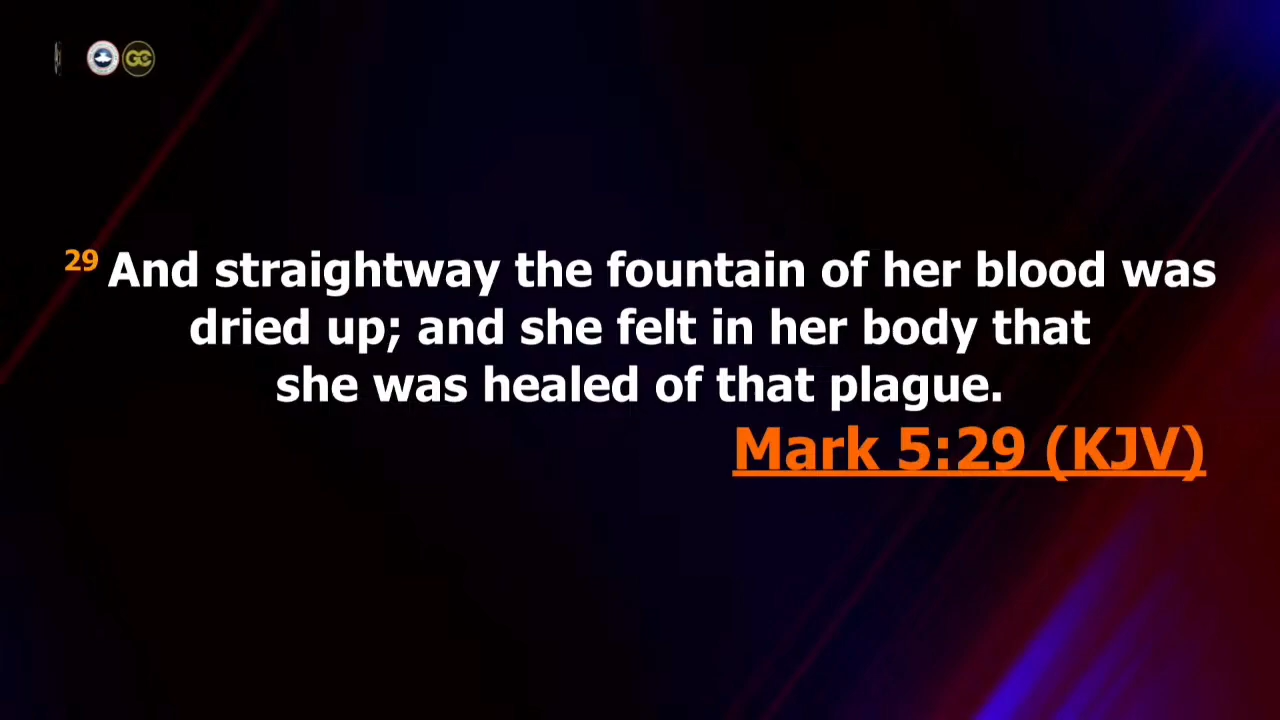 29 And straightway the fountain of her blood was
dried up; and she felt in her body that
she was healed of that plague.
Mark 5:29 (KJV)
GC